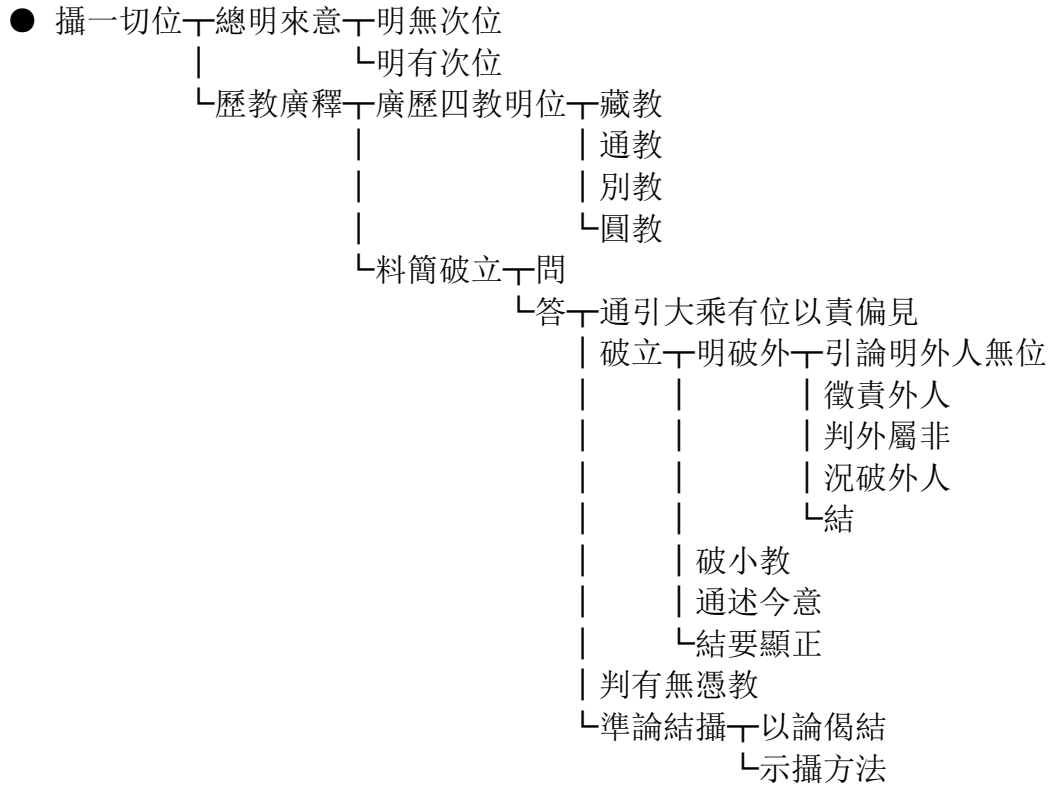 ● 攝一切位┬總明來意┬明無次位
│ └明有次位
└歷教廣釋┬廣歷四教明位┬藏教
│ │通教
│ │別教
│ └圓教
└料簡破立┬問
└答┬通引大乘有位以責偏見
│破立┬明破外┬引論明外人無位
│ │ │徵責外人
│ │ │判外屬非
│ │ │況破外人
│ │ └結
│ │破小教
│ │通述今意
│ └結要顯正
│判有無憑教
└準論結攝┬以論偈結
└示攝方法